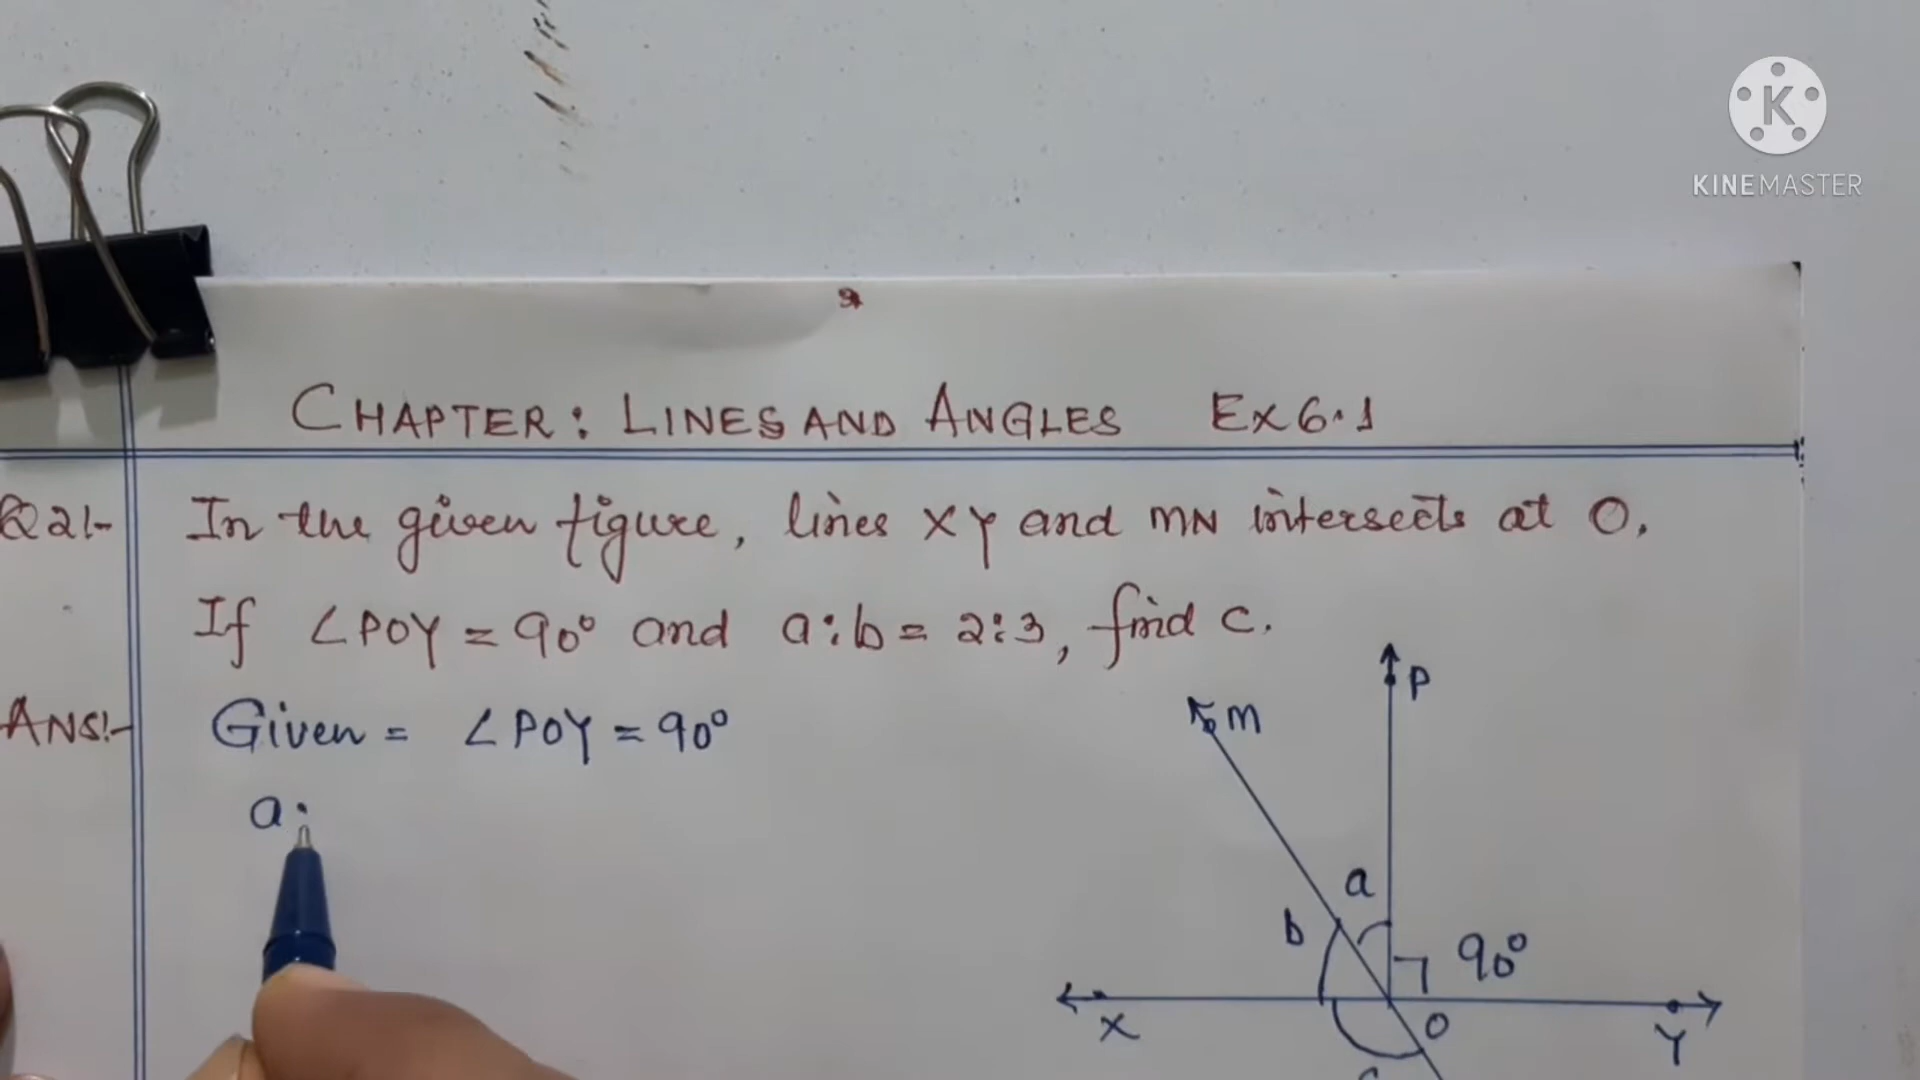 KINEMASTER
CHAPTER: LINES AND ANGLES Ex 6.1
Q2:- In the given figure, lines XY and MN intersects at O.
If ∠POY = 90° and a:b = 2:3, find c.
ANS:- Given = ∠POY = 90°
a:
P
M
a
b
90°
X
O
Y